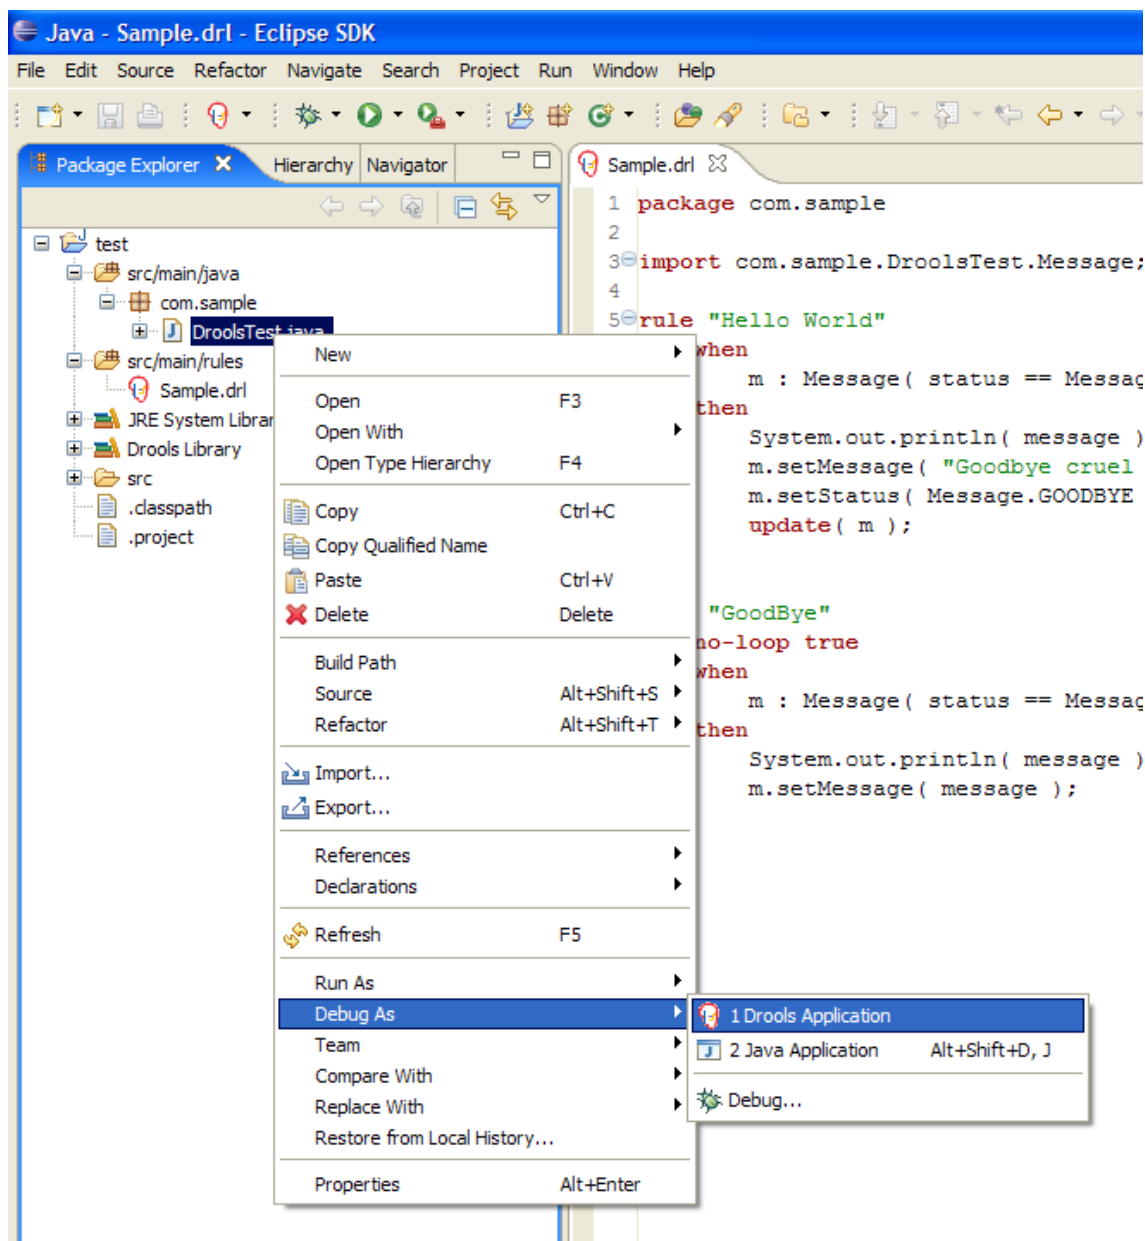 Java - Sample.drl - Eclipse SDK
File Edit Source Refactor Navigate Search Project Run Window Help
Package Explorer Hierarchy Navigator
Sample.drl
test
src/main/java
com.sample
DroolsTest.java
src/main/rules
Sample.drl
JRE System Librar
Drools Library
src
.classpath
.project
1 package com.sample
2
3 import com.sample.DroolsTest.Message;
4
5 rule "Hello World"
when
m : Message( status == Messag
then
System.out.println( message )
m.setMessage( "Goodbye cruel
m.setStatus( Message.GOODBYE
update( m );
"GoodBye"
no-loop true
when
m : Message( status == Messag
then
System.out.println( message )
m.setMessage( message );
New
Open F3
Open With
Open Type Hierarchy F4
Copy Ctrl+C
Copy Qualified Name
Paste Ctrl+V
Delete Delete
Build Path
Source Alt+Shift+S
Refactor Alt+Shift+T
Import...
Export...
References
Declarations
Refresh F5
Run As
Debug As
Team
Compare With
Replace With
Restore from Local History...
Properties Alt+Enter
1 Drools Application
2 Java Application Alt+Shift+D, J
Debug...